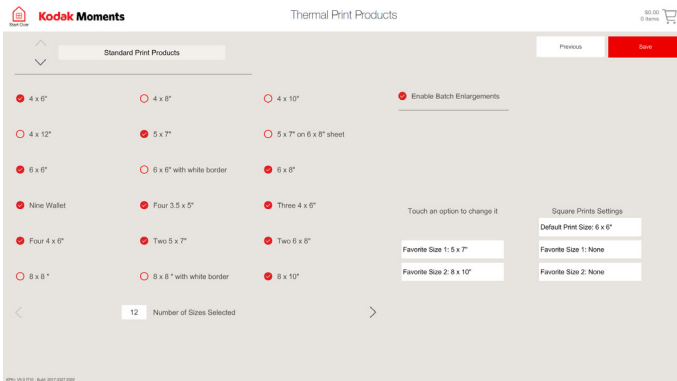 Start Over
Kodak Moments
Thermal Print Products
$0.00
0 items
Standard Print Products
Previous
Save
4 x 6"
4 x 8"
4 x 10"
Enable Batch Enlargements
4 x 12"
5 x 7"
5 x 7" on 6 x 8" sheet
6 x 6"
6 x 6" with white border
6 x 8"
Nine Wallet
Four 3.5 x 5"
Three 4 x 6"
Touch an option to change it
Square Prints Settings
Default Print Size: 6 x 6"
Four 4 x 6"
Two 5 x 7"
Two 6 x 8"
Favorite Size 1: 5 x 7"
Favorite Size 1: None
8 x 8 "
8 x 8 " with white border
8 x 10"
Favorite Size 2: 8 x 10"
Favorite Size 2: None
12
Number of Sizes Selected